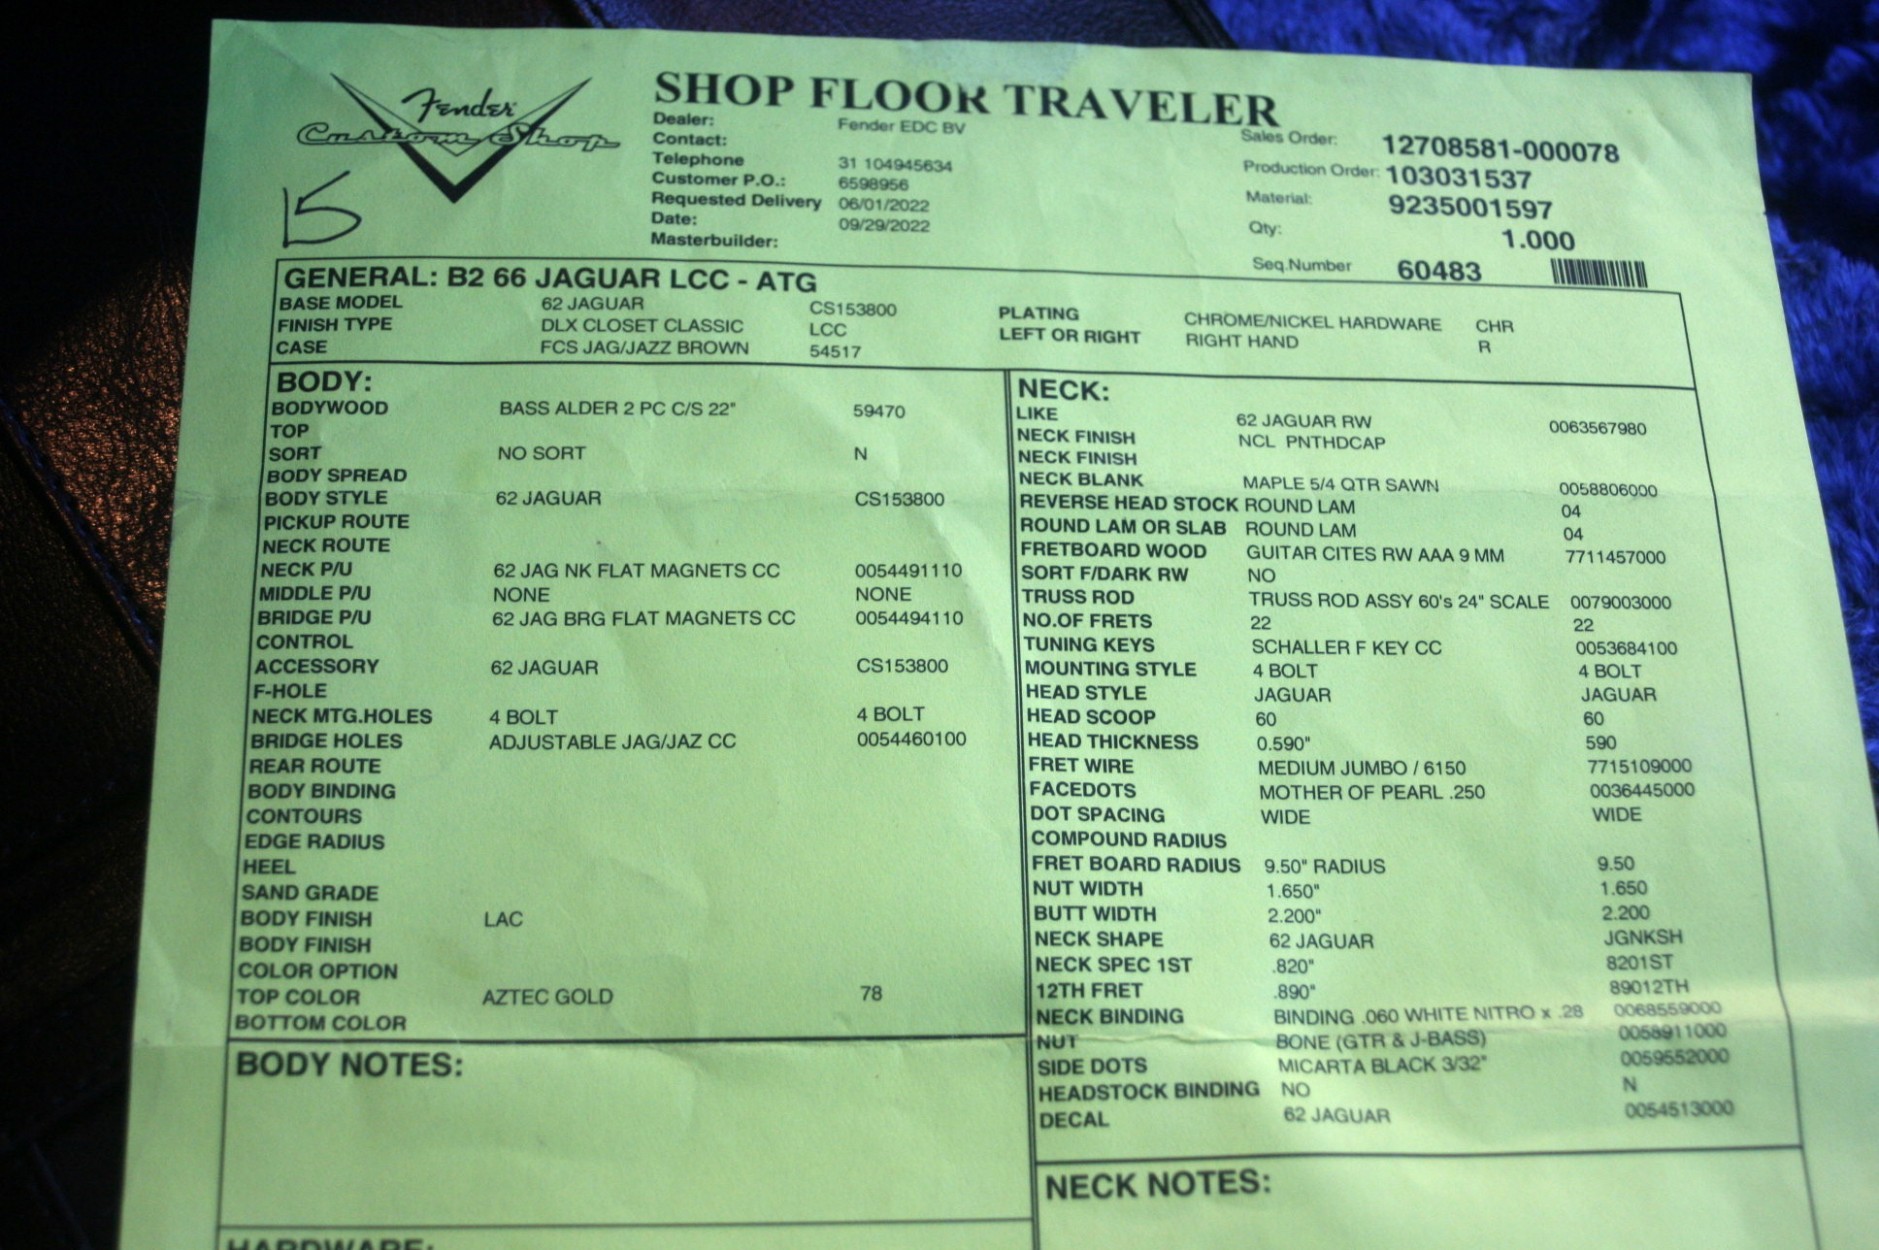 Fender
Custom Shop
15
SHOP FLOOR TRAVELER
Dealer: Fender EDC BV
Contact:
Telephone 31 104945634
Customer P.O.: 6598956
Requested Delivery 06/01/2022
Date: 09/29/2022
Masterbuilder:
Sales Order: 12708581-000078
Production Order: 103031537
Material: 9235001597
Qty: 1.000
Seq.Number 60483
GENERAL: B2 66 JAGUAR LCC - ATG
BASE MODEL 62 JAGUAR CS153800
FINISH TYPE DLX CLOSET CLASSIC LCC
CASE FCS JAG/JAZZ BROWN 54517
PLATING CHROME/NICKEL HARDWARE CHR
LEFT OR RIGHT RIGHT HAND R
BODY:
BODYWOOD BASS ALDER 2 PC C/S 22" 59470
TOP
SORT NO SORT N
BODY SPREAD
BODY STYLE 62 JAGUAR CS153800
PICKUP ROUTE
NECK ROUTE
NECK P/U 62 JAG NK FLAT MAGNETS CC 0054491110
MIDDLE P/U NONE NONE
BRIDGE P/U 62 JAG BRG FLAT MAGNETS CC 0054494110
CONTROL
ACCESSORY 62 JAGUAR CS153800
F-HOLE
NECK MTG.HOLES 4 BOLT 4 BOLT
BRIDGE HOLES ADJUSTABLE JAG/JAZ CC 0054460100
REAR ROUTE
BODY BINDING
CONTOURS
EDGE RADIUS
HEEL
SAND GRADE
BODY FINISH LAC
BODY FINISH
COLOR OPTION
TOP COLOR AZTEC GOLD 78
BOTTOM COLOR
BODY NOTES:
HARDWARE:
NECK:
LIKE 62 JAGUAR RW 0063567980
NECK FINISH NCL PNTHDCAP
NECK FINISH
NECK BLANK MAPLE 5/4 QTR SAWN 0058806000
REVERSE HEAD STOCK ROUND LAM 04
ROUND LAM OR SLAB ROUND LAM 04
FRETBOARD WOOD GUITAR CITES RW AAA 9 MM 7711457000
SORT F/DARK RW NO
TRUSS ROD TRUSS ROD ASSY 60's 24" SCALE 0079003000
NO.OF FRETS 22 22
TUNING KEYS SCHALLER F KEY CC 0053684100
MOUNTING STYLE 4 BOLT 4 BOLT
HEAD STYLE JAGUAR JAGUAR
HEAD SCOOP 60 60
HEAD THICKNESS 0.590" 590
FRET WIRE MEDIUM JUMBO / 6150 7715109000
FACEDOTS MOTHER OF PEARL .250 0036445000
DOT SPACING WIDE WIDE
COMPOUND RADIUS
FRET BOARD RADIUS 9.50" RADIUS 9.50
NUT WIDTH 1.650" 1.650
BUTT WIDTH 2.200" 2.200
NECK SHAPE 62 JAGUAR JGNKSH
NECK SPEC 1ST .820" 8201ST
12TH FRET .890" 89012TH
NECK BINDING BINDING .060 WHITE NITRO x .28 0068559000
NUT BONE (GTR & J-BASS) 0058911000
SIDE DOTS MICARTA BLACK 3/32" 0059552000
HEADSTOCK BINDING NO N
DECAL 62 JAGUAR 0054513000
NECK NOTES: